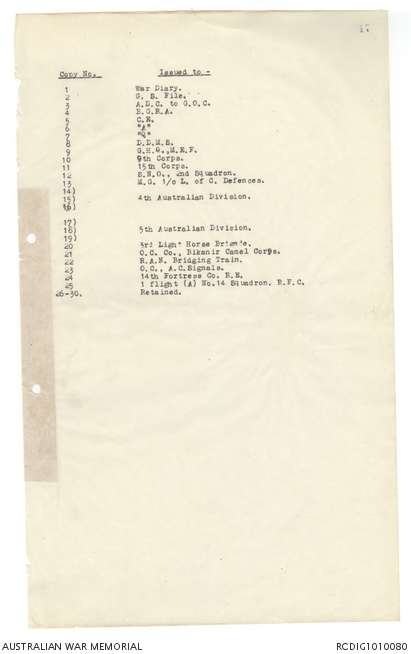 17
Copy No. Issued to -
1 War Diary.
2 G. S. File.
3 A.D.C. to G.O.C.
4 B.G.R.A.
5 C.E.
6 "A"
7 "Q"
8 D.D.M.S.
9 G.H.Q., M.E.F.
10 9th Corps.
11 15th Corps.
12 S.N.O., 2nd Squadron.
13 M.G. i/c L. of C. Defences.
14)
15) 4th Australian Division.
16)
17)
18) 5th Australian Division.
19)
20 3rd Light Horse Brigade.
21 O.C. Co., Bikanir Camel Corps.
22 R.A.N. Bridging Train.
23 O.C., A.C.Signals.
24 14th Fortress Co. R.E.
25 1 flight (A) No.14 Squadron. R.F.C.
26-30. Retained.
AUSTRALIAN WAR MEMORIAL
RCDIG1010080